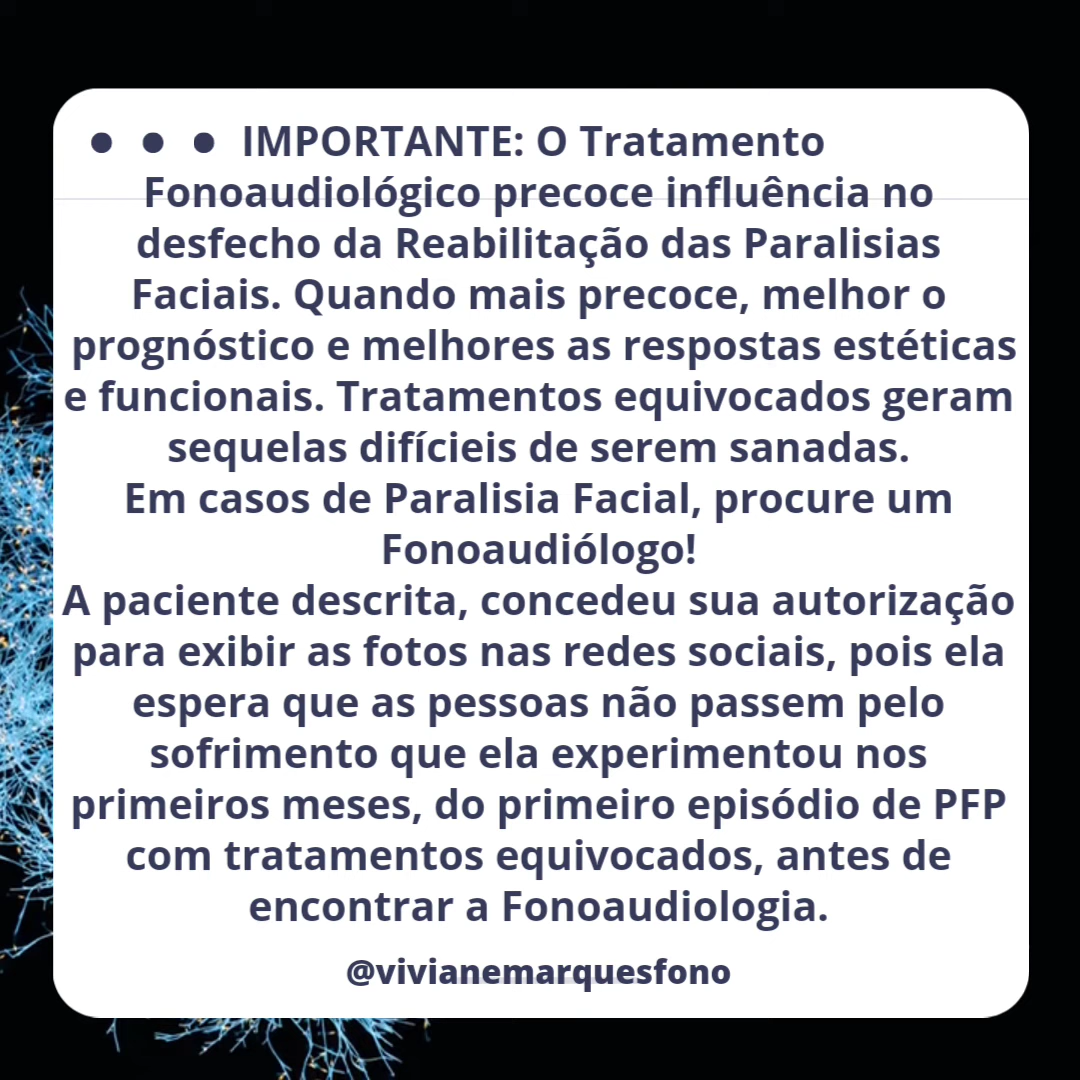 ● ● ● IMPORTANTE: O Tratamento
Fonoaudiológico precoce influência no
desfecho da Reabilitação das Paralisias
Faciais. Quando mais precoce, melhor o
prognóstico e melhores as respostas estéticas
e funcionais. Tratamentos equivocados geram
sequelas difícieis de serem sanadas.
Em casos de Paralisia Facial, procure um
Fonoaudiólogo!
A paciente descrita, concedeu sua autorização
para exibir as fotos nas redes sociais, pois ela
espera que as pessoas não passem pelo
sofrimento que ela experimentou nos
primeiros meses, do primeiro episódio de PFP
com tratamentos equivocados, antes de
encontrar a Fonoaudiologia.
@vivianemarquesfono